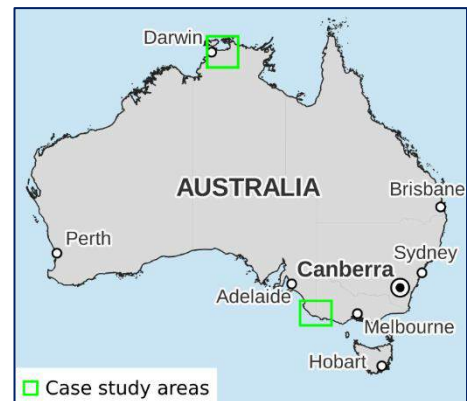 Darwin
AUSTRALIA
Brisbane
Perth
Sydney
Canberra
Adelaide
Melbourne
Hobart
Case study areas